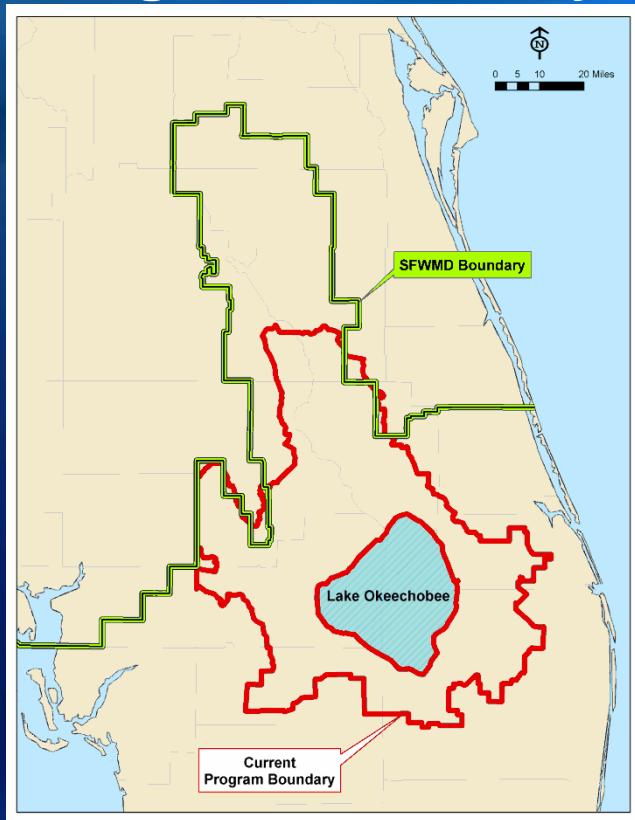 N
0 5 10 20 Miles
SFWMD Boundary
Lake Okeechobee
Current
Program Boundary